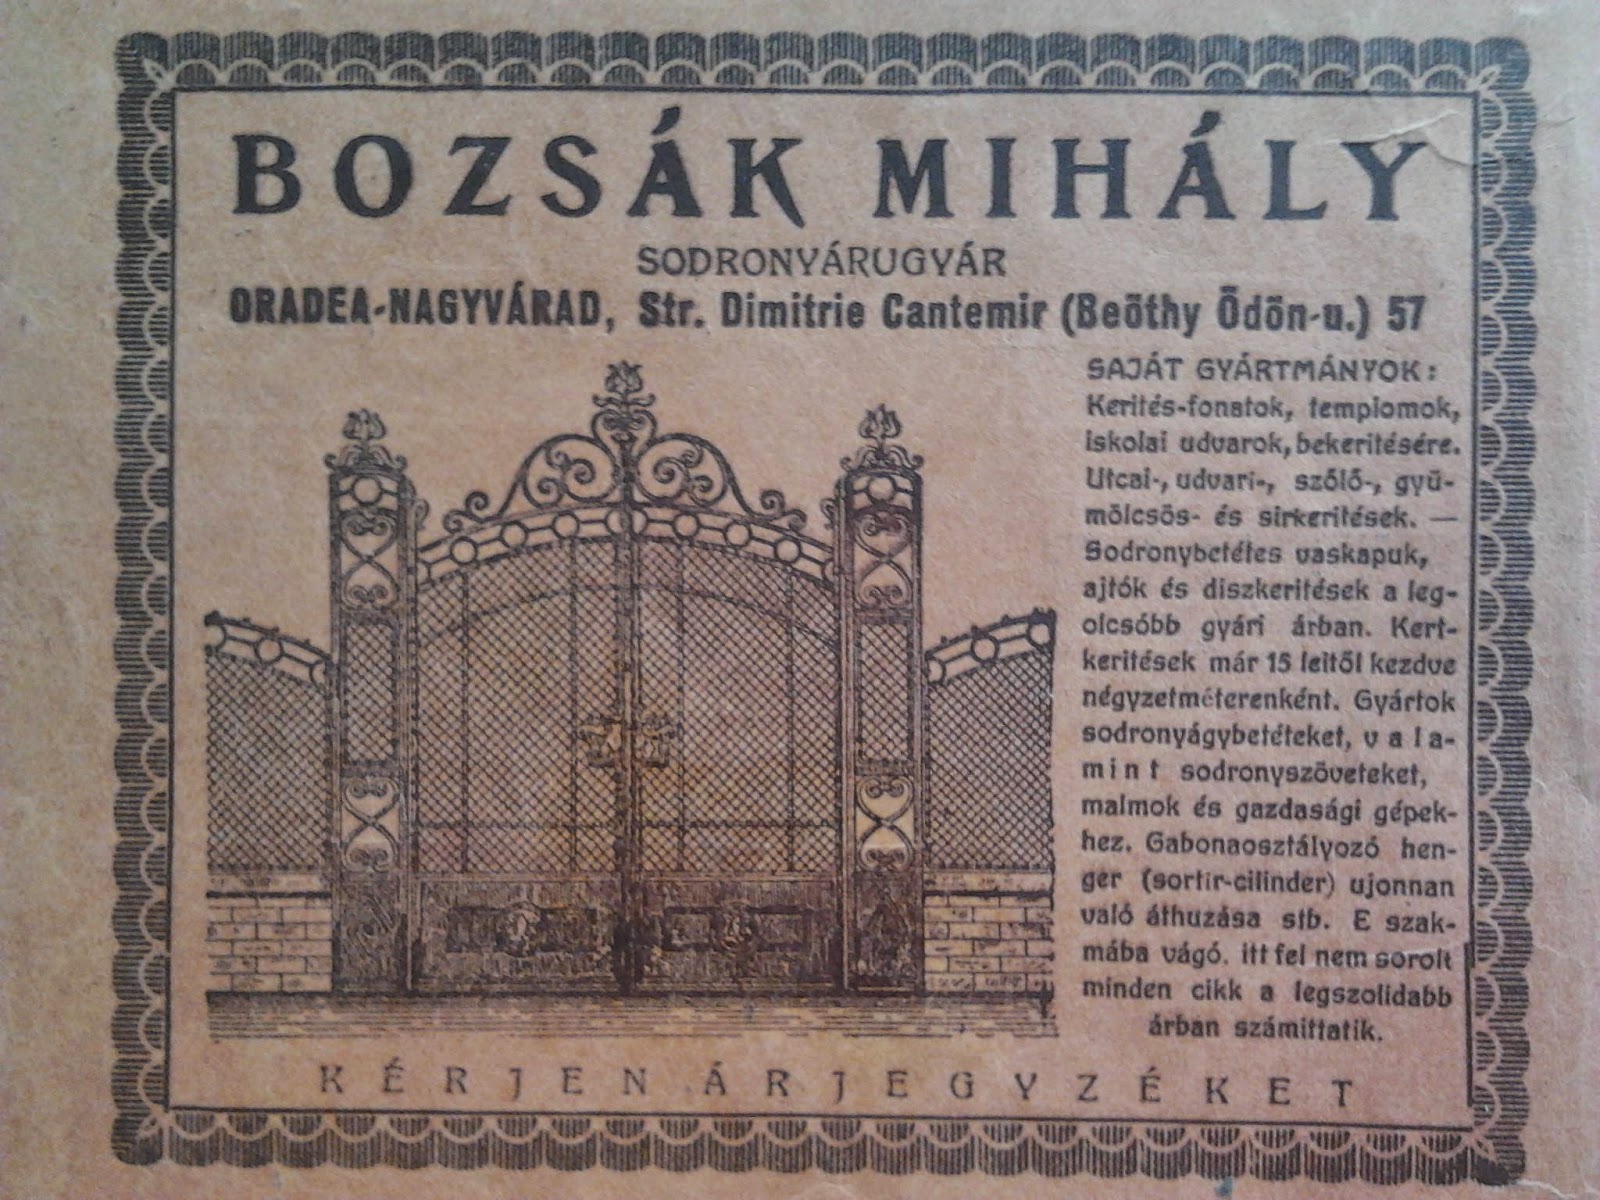 BOZSÁK MIHÁLY
SODRONYÁRUGYÁR
ORADEA-NAGYVÁRAD, Str. Dimitrie Cantemir (Beöthy Ödön-u.) 57
SAJÁT GYÁRTMÁNYOK:
Kerités-fonatok, templomok,
iskolai udvarok, bekeritésére.
Utcai-, udvari-, szőlő-, gyü-
mölcsös- és sirkeritések. —
Sodronybetétes vaskapuk,
ajtók és diszkeritések a leg-
olcsóbb gyári árban. Kert-
keritések már 15 leitől kezdve
négyzetméterenként. Gyártok
sodronyágybetéteket, vala-
mint sodronyszöveteket,
malmok és gazdasági gépek-
hez. Gabonaosztályozó hen-
ger (sortir-cilinder) ujonnan
való áthuzása stb. E szak-
mába vágó. itt fel nem sorolt
minden cikk a legszolidabb
árban számittatik.
KÉRJEN ÁRJEGYZÉKET